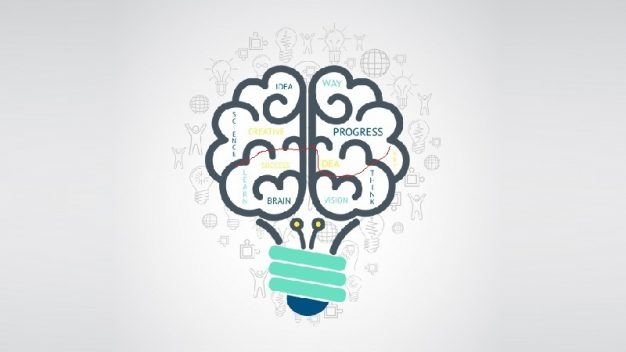 IDEA
WAY
SCIENCE
CREATIVE
PROGRESS
SUCCESS
IDEA
LEARN
THINK
BRAIN
VISION